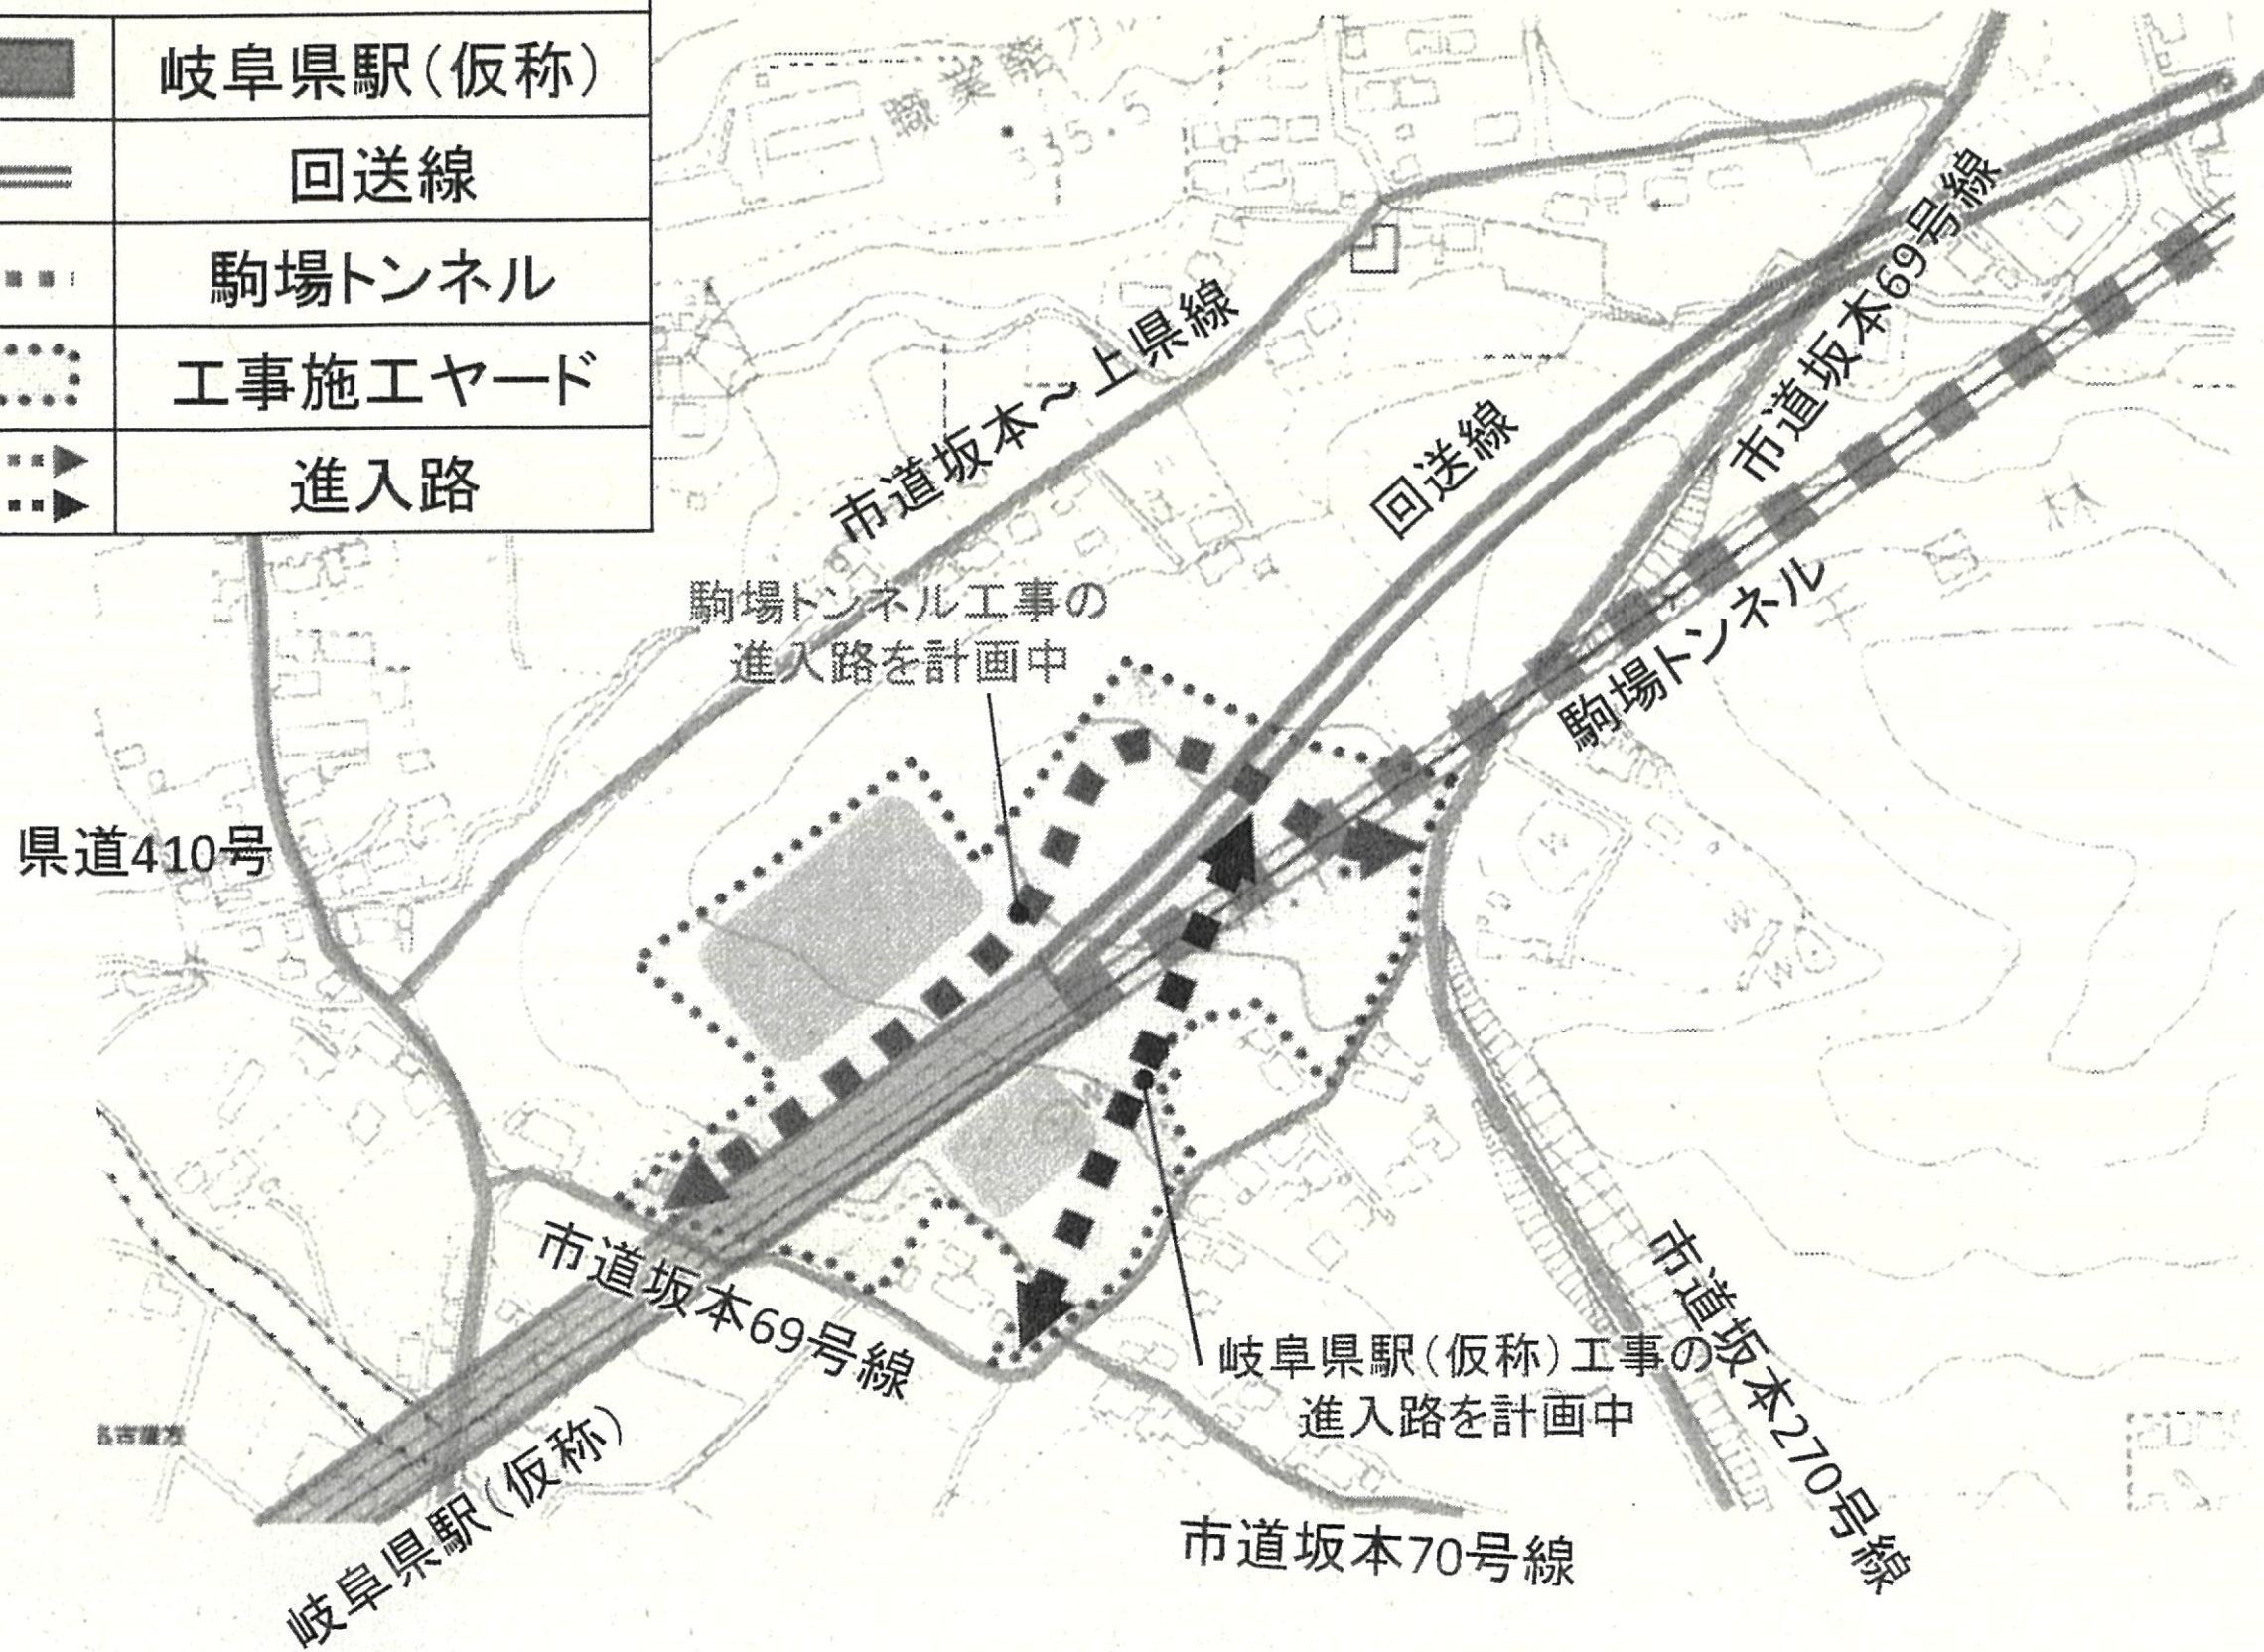 岐阜県駅(仮称)
回送線
駒場トンネル
工事施工ヤード
進入路
職業能力
335.5
市道坂本～上県線
回送線
市道坂本69号線
駒場トンネル工事の
進入路を計画中
駒場トンネル
県道410号
市道坂本69号線
岐阜県駅(仮称)工事の
進入路を計画中
市道坂本270号線
岐阜県駅(仮称)
市道坂本70号線